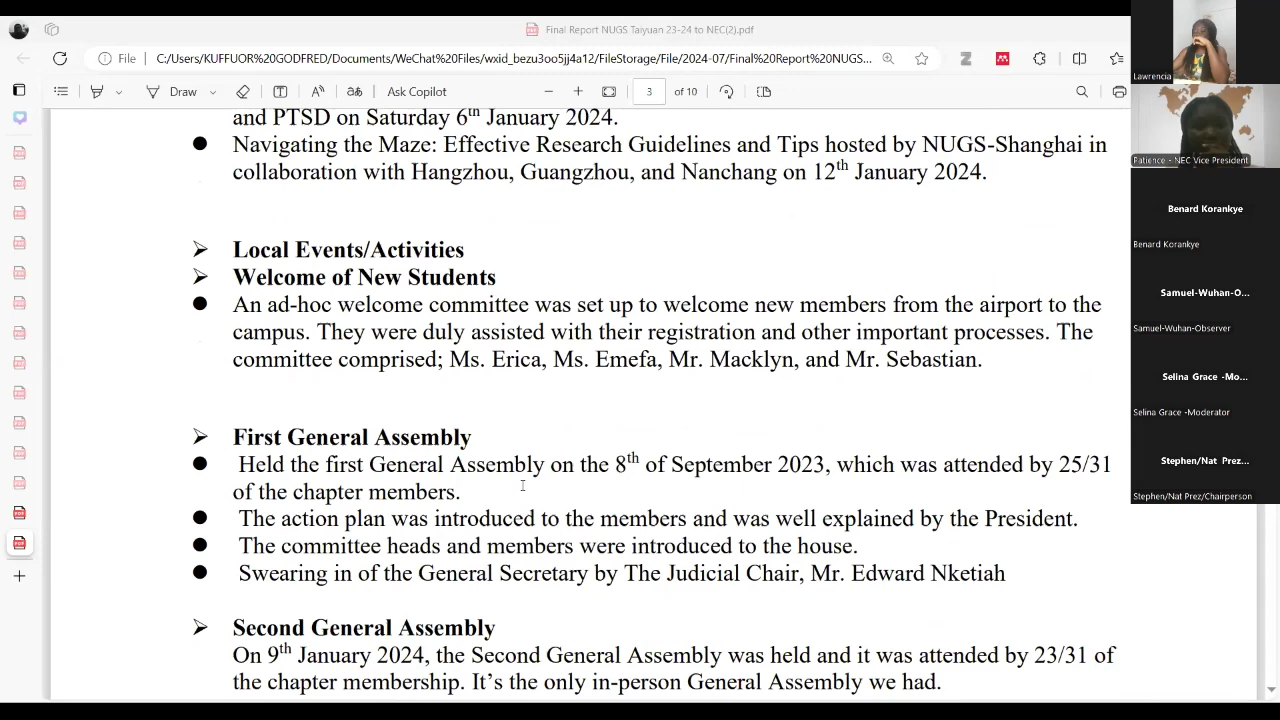 Final Report NUGS Taiyuan 23-24 to NEC(2).pdf
File
C:/Users/KUFFUOR%20GODFRED/Documents/WeChat%20Files/wxid_bezu3oo5jj4a12/FileStorage/File/2024-07/Final%20Report%20NUGS...
Draw
Ask Copilot
3 of 10
and PTSD on Saturday 6th January 2024.
● Navigating the Maze: Effective Research Guidelines and Tips hosted by NUGS-Shanghai in
collaboration with Hangzhou, Guangzhou, and Nanchang on 12th January 2024.
➢ Local Events/Activities
➢ Welcome of New Students
● An ad-hoc welcome committee was set up to welcome new members from the airport to the
campus. They were duly assisted with their registration and other important processes. The
committee comprised; Ms. Erica, Ms. Emefa, Mr. Macklyn, and Mr. Sebastian.
➢ First General Assembly
● Held the first General Assembly on the 8th of September 2023, which was attended by 25/31
of the chapter members.
● The action plan was introduced to the members and was well explained by the President.
● The committee heads and members were introduced to the house.
● Swearing in of the General Secretary by The Judicial Chair, Mr. Edward Nketiah
➢ Second General Assembly
On 9th January 2024, the Second General Assembly was held and it was attended by 23/31 of
the chapter membership. It's the only in-person General Assembly we had.
Lawrencia
Patience - NEC Vice President
Benard Korankye
Benard Korankye
Samuel-Wuhan-O...
Samuel-Wuhan-Observer
Selina Grace -Mo...
Selina Grace -Moderator
Stephen/Nat Prez...
Stephen/Nat Prez/Chairperson